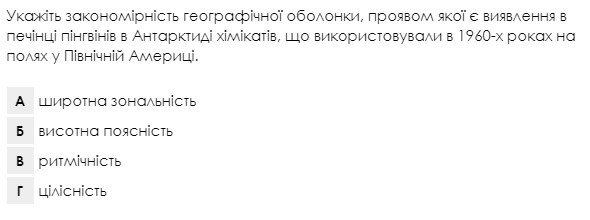 Укажіть закономірність географічної оболонки, проявом якої є виявлення в
печінці пінгвінів в Антарктиді хімікатів, що використовували в 1960-х роках на
полях у Північній Америці.
А широтна зональність
Б висотна поясність
В ритмічність
Г цілісність